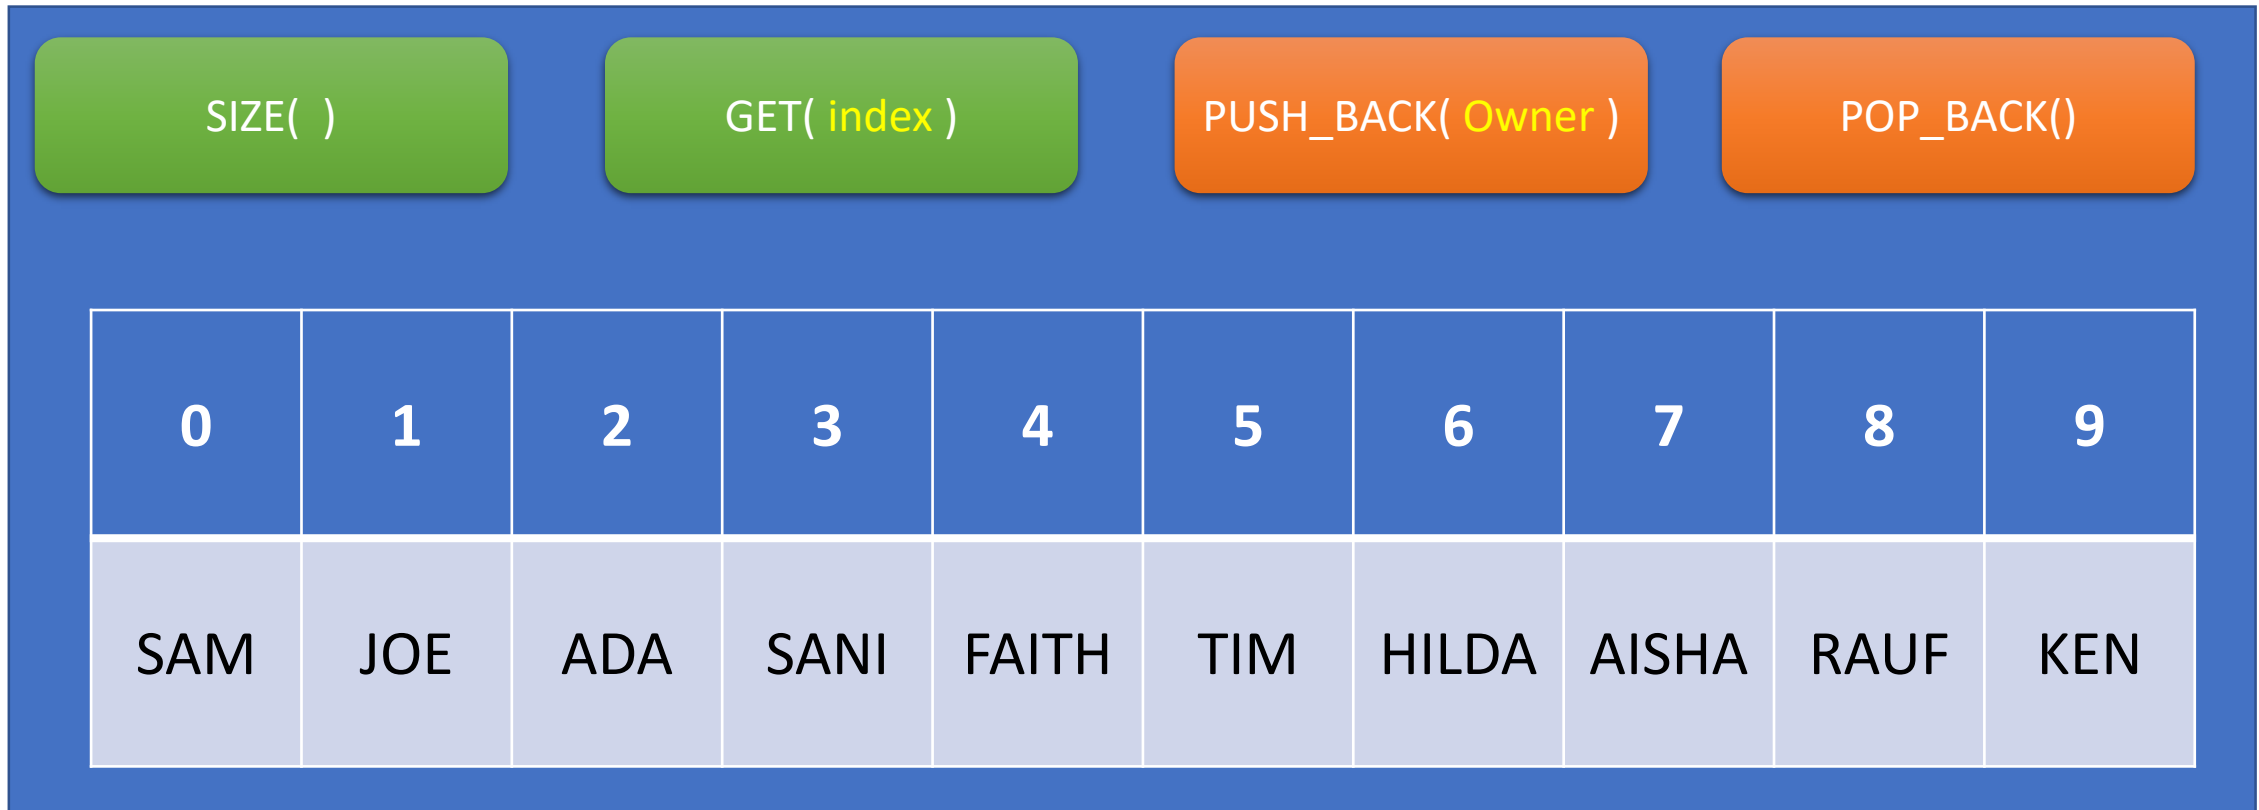 SIZE(  ) GET( index ) PUSH_BACK( Owner ) POP_BACK()
0 1 2 3 4 5 6 7 8 9
SAM JOE ADA SANI FAITH TIM HILDA AISHA RAUF KEN